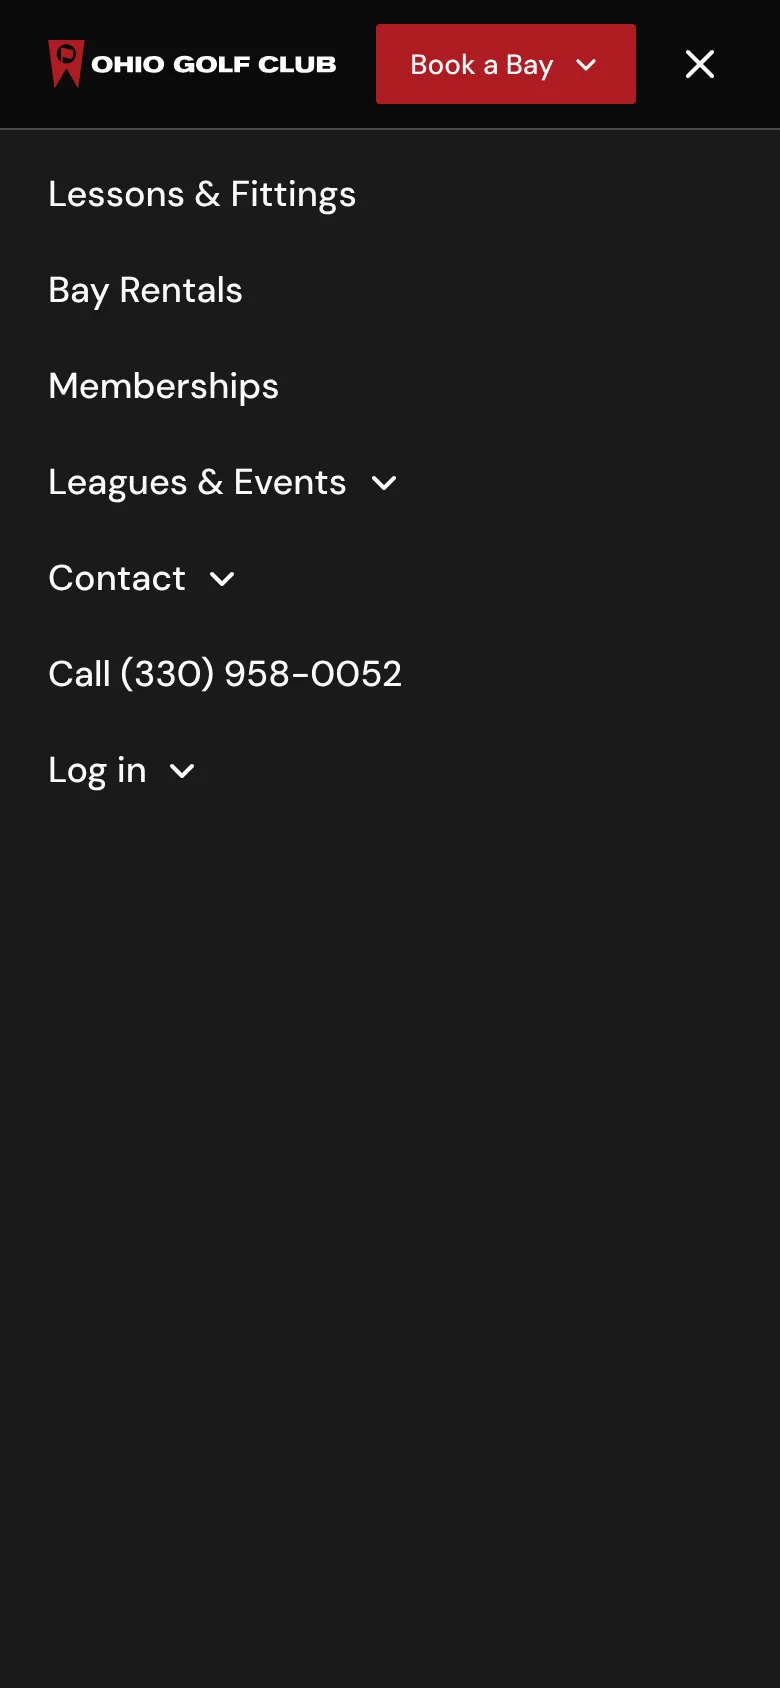 OHIO GOLF CLUB
Book a Bay
Lessons & Fittings
Bay Rentals
Memberships
Leagues & Events
Contact
Call (330) 958-0052
Log in